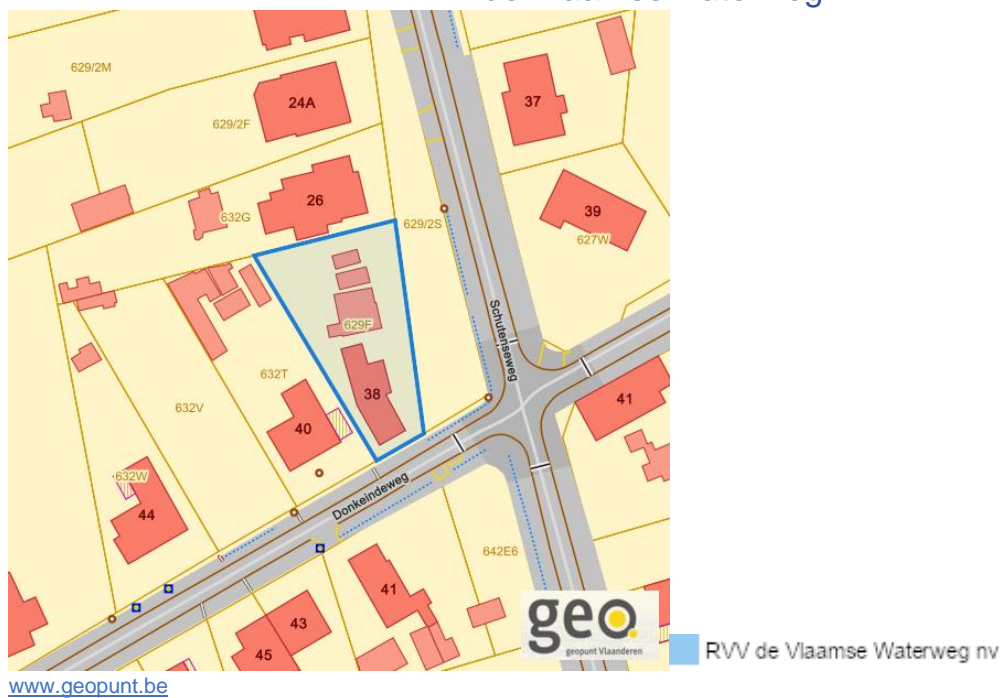 629/2M
24A
37
629/2F
26
39
632G
629/2S
627W
629F
Schutenseweg
632T
38
41
632V
40
632W
Donkeindeweg
44
642E6
41
geo
43
geopunt Vlaanderen
RVV de Vlaamse Waterweg nv
45
www.geopunt.be